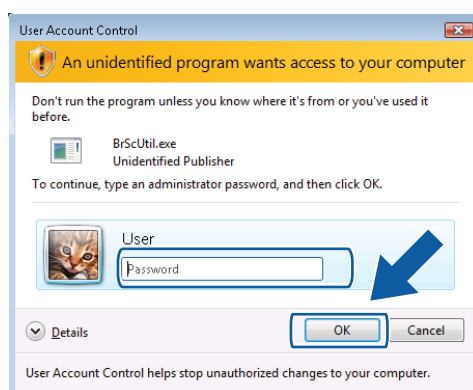 User Account Control
An unidentified program wants access to your computer
Don't run the program unless you know where it's from or you've used it
before.
BrScUtil.exe
Unidentified Publisher
To continue, type an administrator password, and then click OK.
User
Password
Details
OK
Cancel
User Account Control helps stop unauthorized changes to your computer.